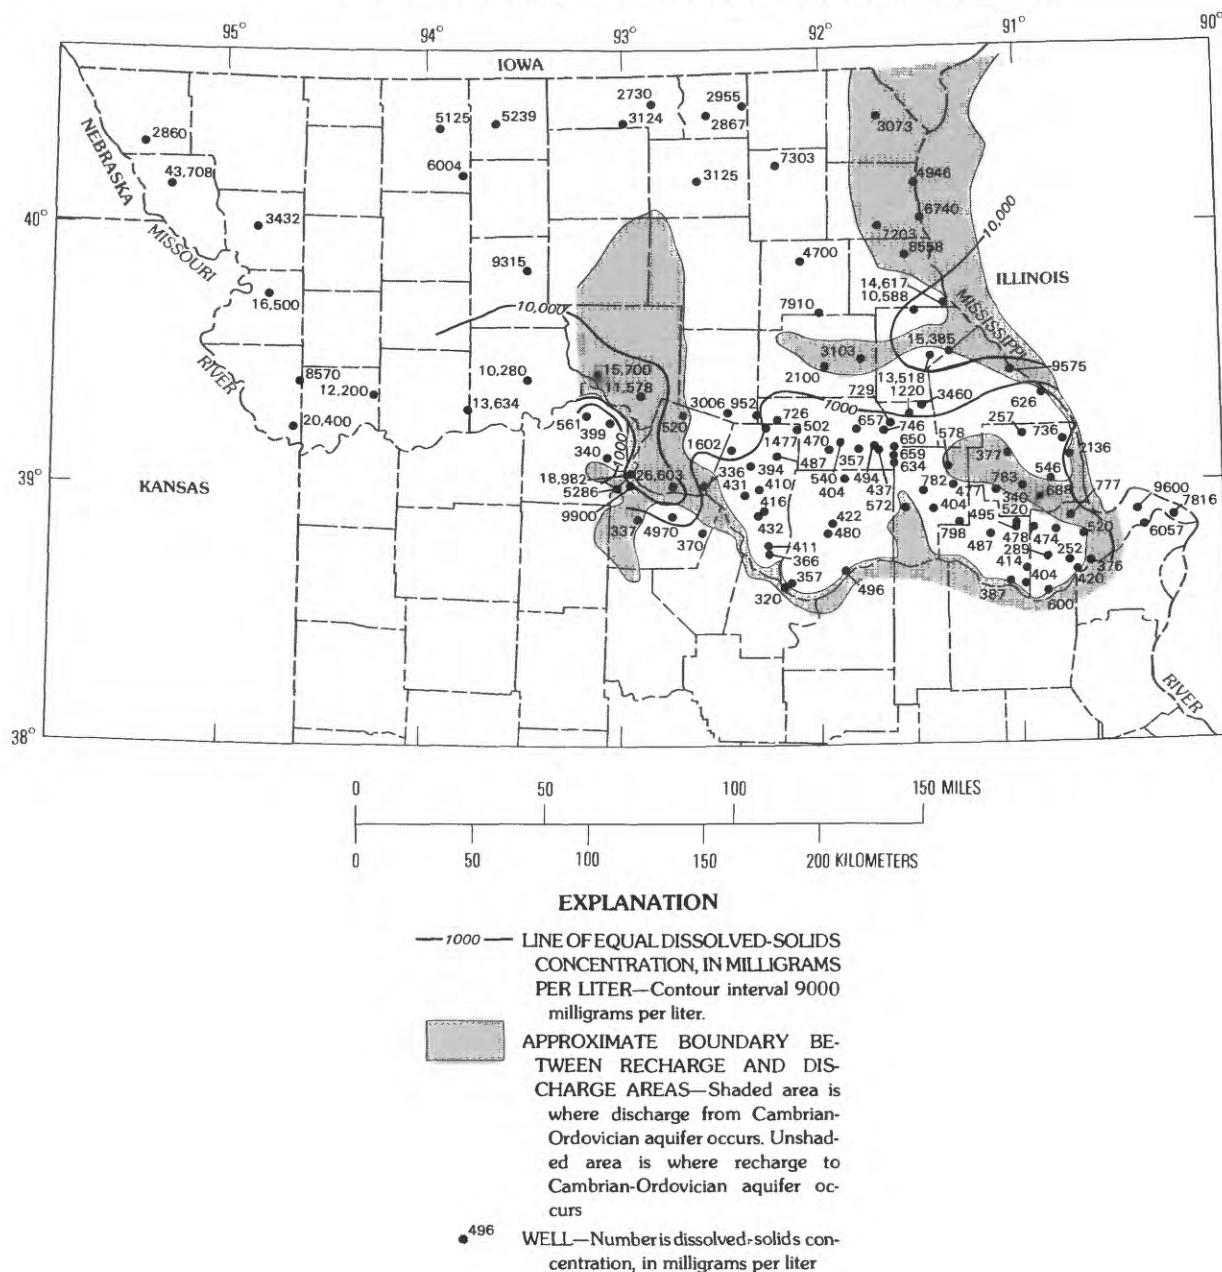 95° 94° 93° 92° 91° 90°
IOWA
2730 2955
5125 5239 3124 2867 3073
2860
NEBRASKA
43,708 6004 3125 7303 4946
40°
3432 6740 10,000
7203
8558
MISSOURI
9315 4700 ILLINOIS
16,500 14,617
10,588
10,000 7910 MISSISSIPPI
RIVER
15,385
8570 10,280 15,700 3103 9575
12,200 11,578 2100 13,518
729 1220 3460
13,634 3006 952 1000 626
20,400 561 520 726 657 746 257
399 502 578 736
1000 1602 1477 470 650 2136
340 487 357 659 377
39°
KANSAS 18,982 26,603 336 394 540 494 634 546
5286 431 410 404 437 782 477 783 688 777 9600
9900 416 572 404 340 7816
337 4970 432 422 495 520 520 6057
370 480 798 478 474
411 487 289 252 376
366 414 404 420
357 387
320 496 600
RIVER
38°
0 50 100 150 MILES
0 50 100 150 200 KILOMETERS
EXPLANATION
1000 LINE OF EQUAL DISSOLVED-SOLIDS
CONCENTRATION, IN MILLIGRAMS
PER LITER—Contour interval 9000
milligrams per liter.
APPROXIMATE BOUNDARY BE-
TWEEN RECHARGE AND DIS-
CHARGE AREAS—Shaded area is
where discharge from Cambrian-
Ordovician aquifer occurs. Unshad-
ed area is where recharge to
Cambrian-Ordovician aquifer oc-
curs
496 WELL—Number is dissolved-solids con-
centration, in milligrams per liter